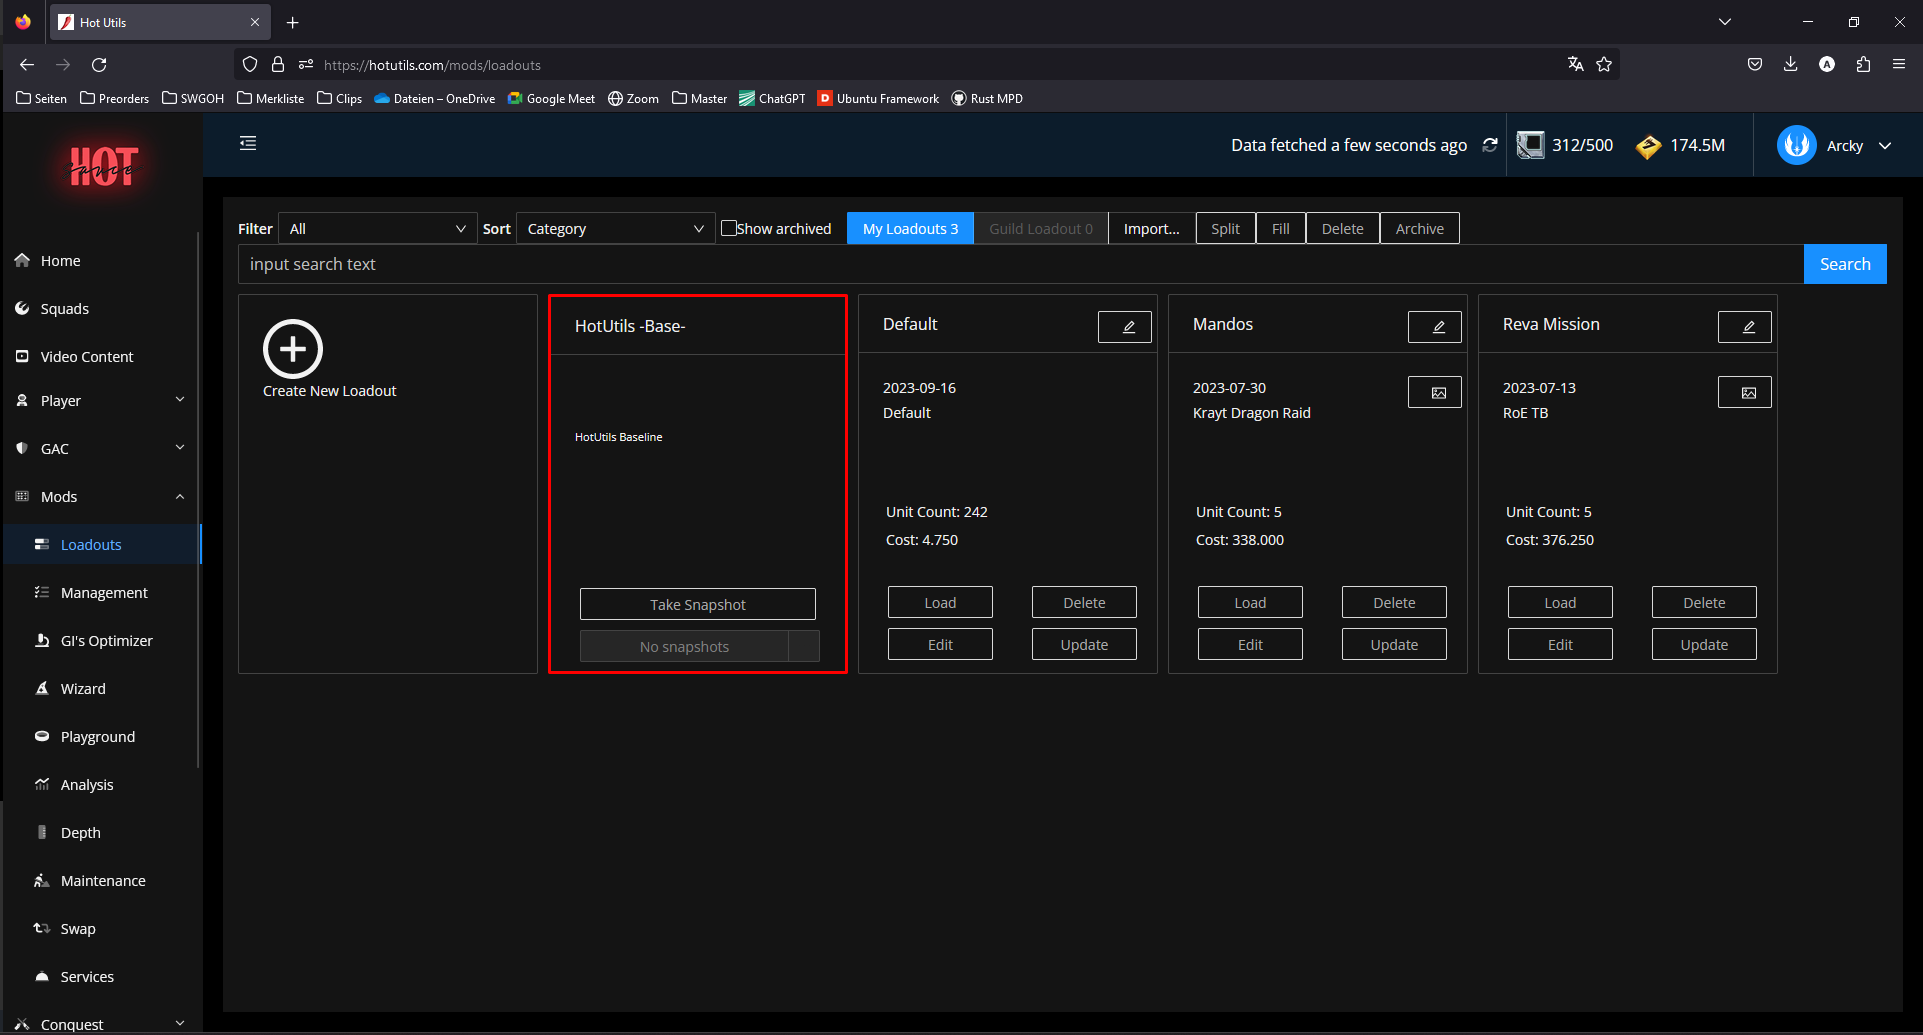 Hot Utils
https://hotutils.com/mods/loadouts
Seiten Preorders SWGOH Merkliste Clips Dateien – OneDrive Google Meet Zoom Master ChatGPT Ubuntu Framework Rust MPD
HOT
Data fetched a few seconds ago 312/500 174.5M Arcky
Filter All Sort Category Show archived My Loadouts 3 Guild Loadout 0 Import... Split Fill Delete Archive
input search text Search
Home
Squads
Video Content
Player
GAC
Mods
Loadouts
Management
GI's Optimizer
Wizard
Playground
Analysis
Depth
Maintenance
Swap
Services
Conquest
Create New Loadout
HotUtils -Base-
HotUtils Baseline
Take Snapshot
No snapshots
Default
2023-09-16
Default
Unit Count: 242
Cost: 4.750
Load Delete
Edit Update
Mandos
2023-07-30
Krayt Dragon Raid
Unit Count: 5
Cost: 338.000
Load Delete
Edit Update
Reva Mission
2023-07-13
RoE TB
Unit Count: 5
Cost: 376.250
Load Delete
Edit Update